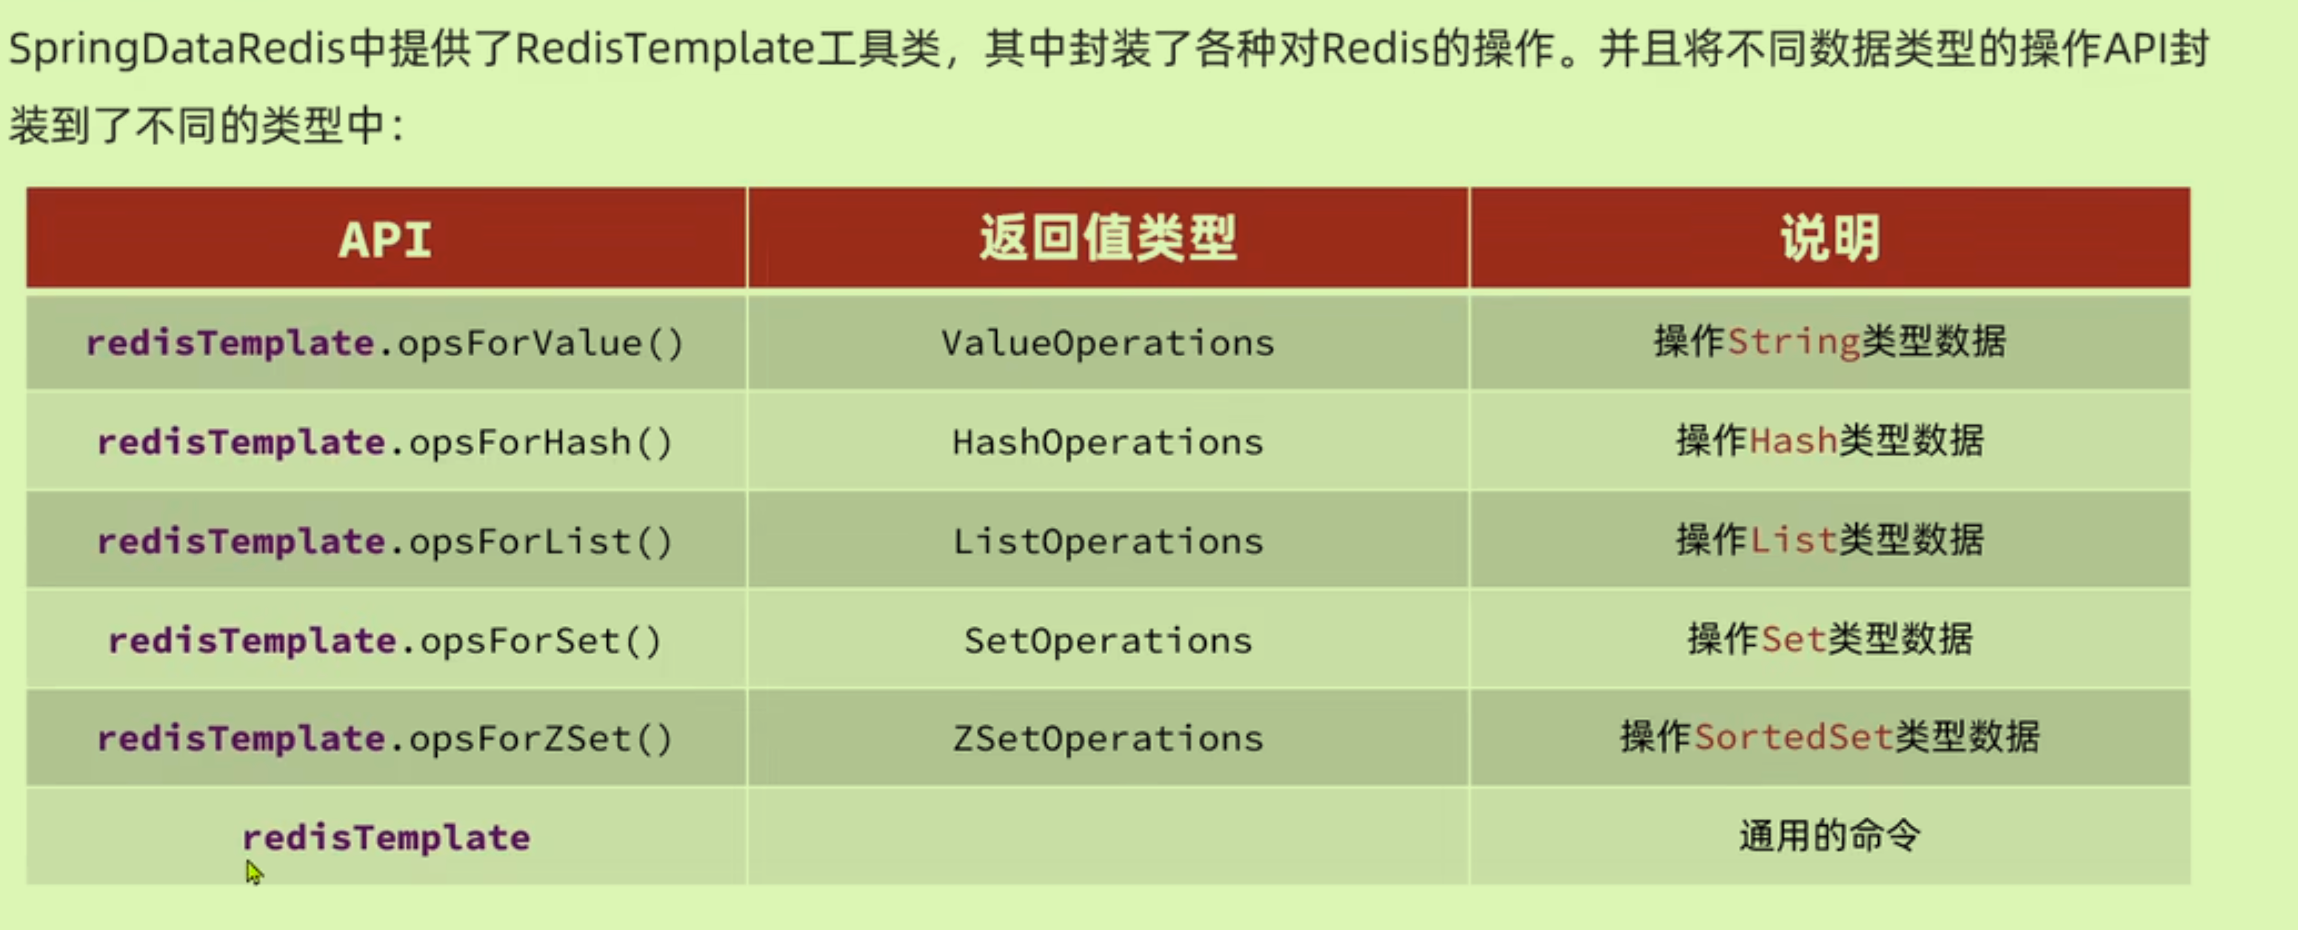 SpringDataRedis中提供了RedisTemplate工具类，其中封装了各种对Redis的操作。并且将不同数据类型的操作API封
装到了不同的类型中：
API 返回值类型 说明
redisTemplate.opsForValue() ValueOperations 操作String类型数据
redisTemplate.opsForHash() HashOperations 操作Hash类型数据
redisTemplate.opsForList() ListOperations 操作List类型数据
redisTemplate.opsForSet() SetOperations 操作Set类型数据
redisTemplate.opsForZSet() ZSetOperations 操作SortedSet类型数据
redisTemplate 通用的命令